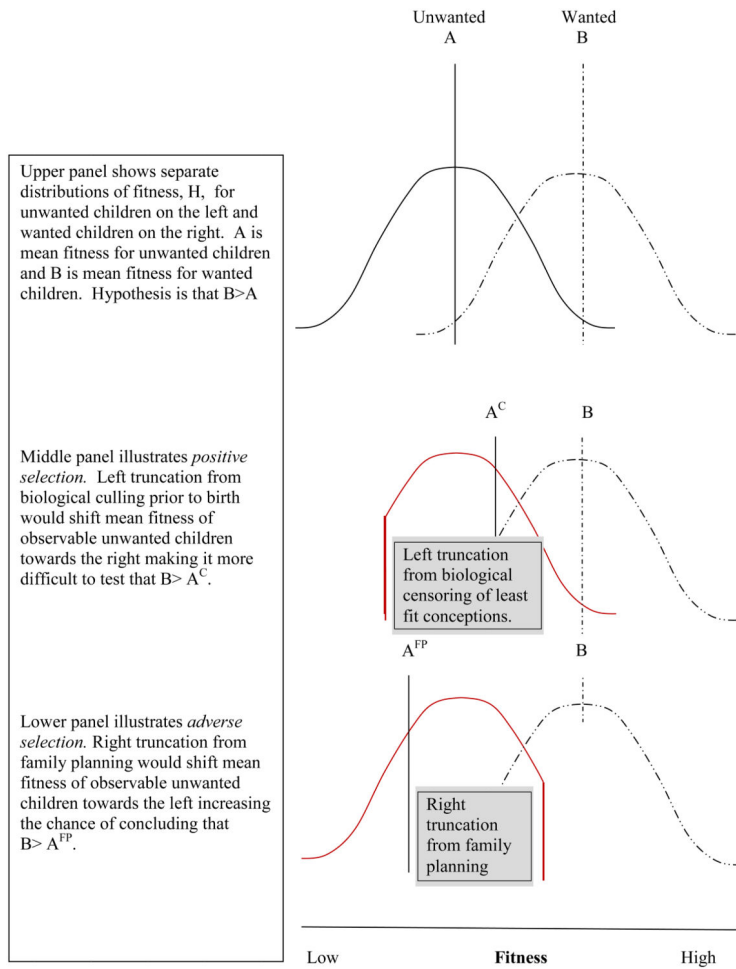 Unwanted Wanted
A B
Upper panel shows separate
distributions of fitness, H, for
unwanted children on the left and
wanted children on the right. A is
mean fitness for unwanted children
and B is mean fitness for wanted
children. Hypothesis is that B>A
A^C B
Middle panel illustrates positive
selection. Left truncation from
biological culling prior to birth
would shift mean fitness of
observable unwanted children
towards the right making it more
difficult to test that B> A^C.
Left truncation
from biological
censoring of least
fit conceptions.
A^FP B
Lower panel illustrates adverse
selection. Right truncation from
family planning would shift mean
fitness of observable unwanted
children towards the left increasing
the chance of concluding that
B> A^FP.
Right
truncation
from family
planning
Low Fitness High